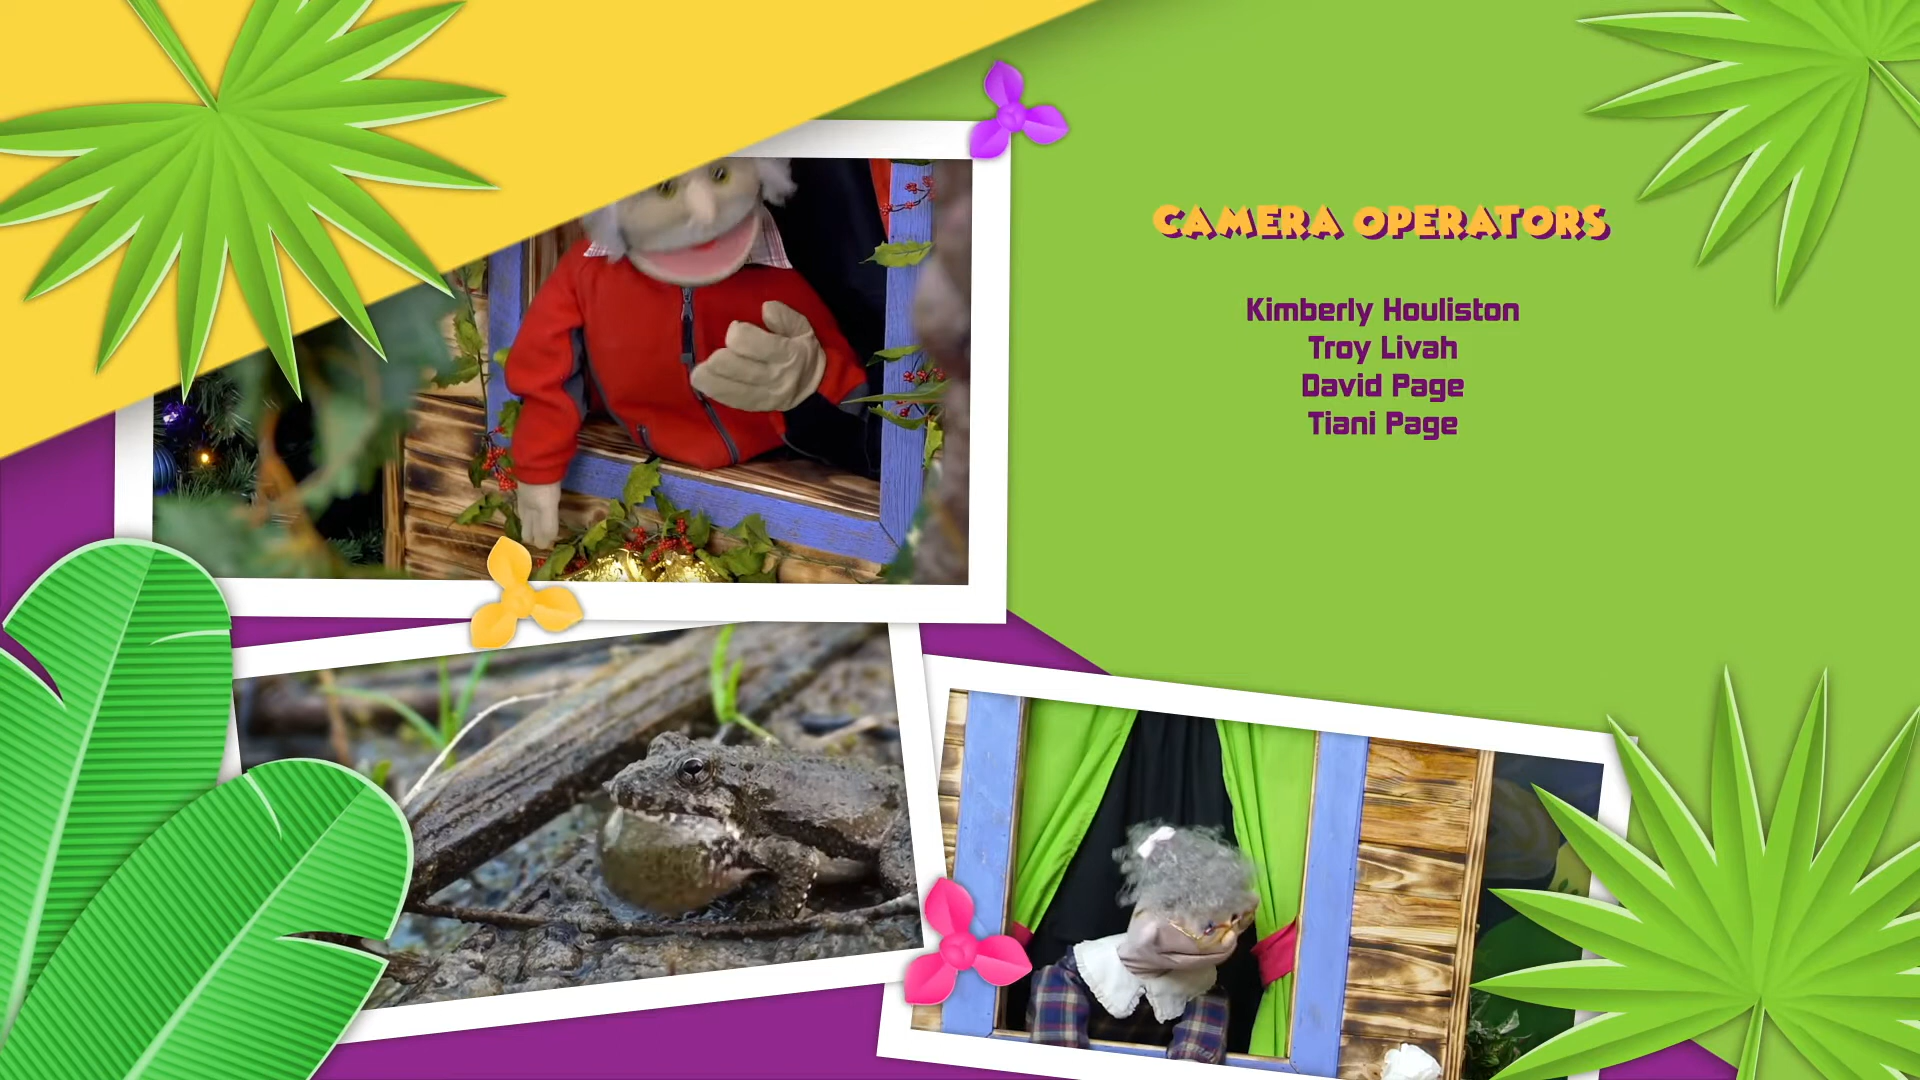 CAMERA OPERATORS
Kimberly Houliston
Troy Livah
David Page
Tiani Page